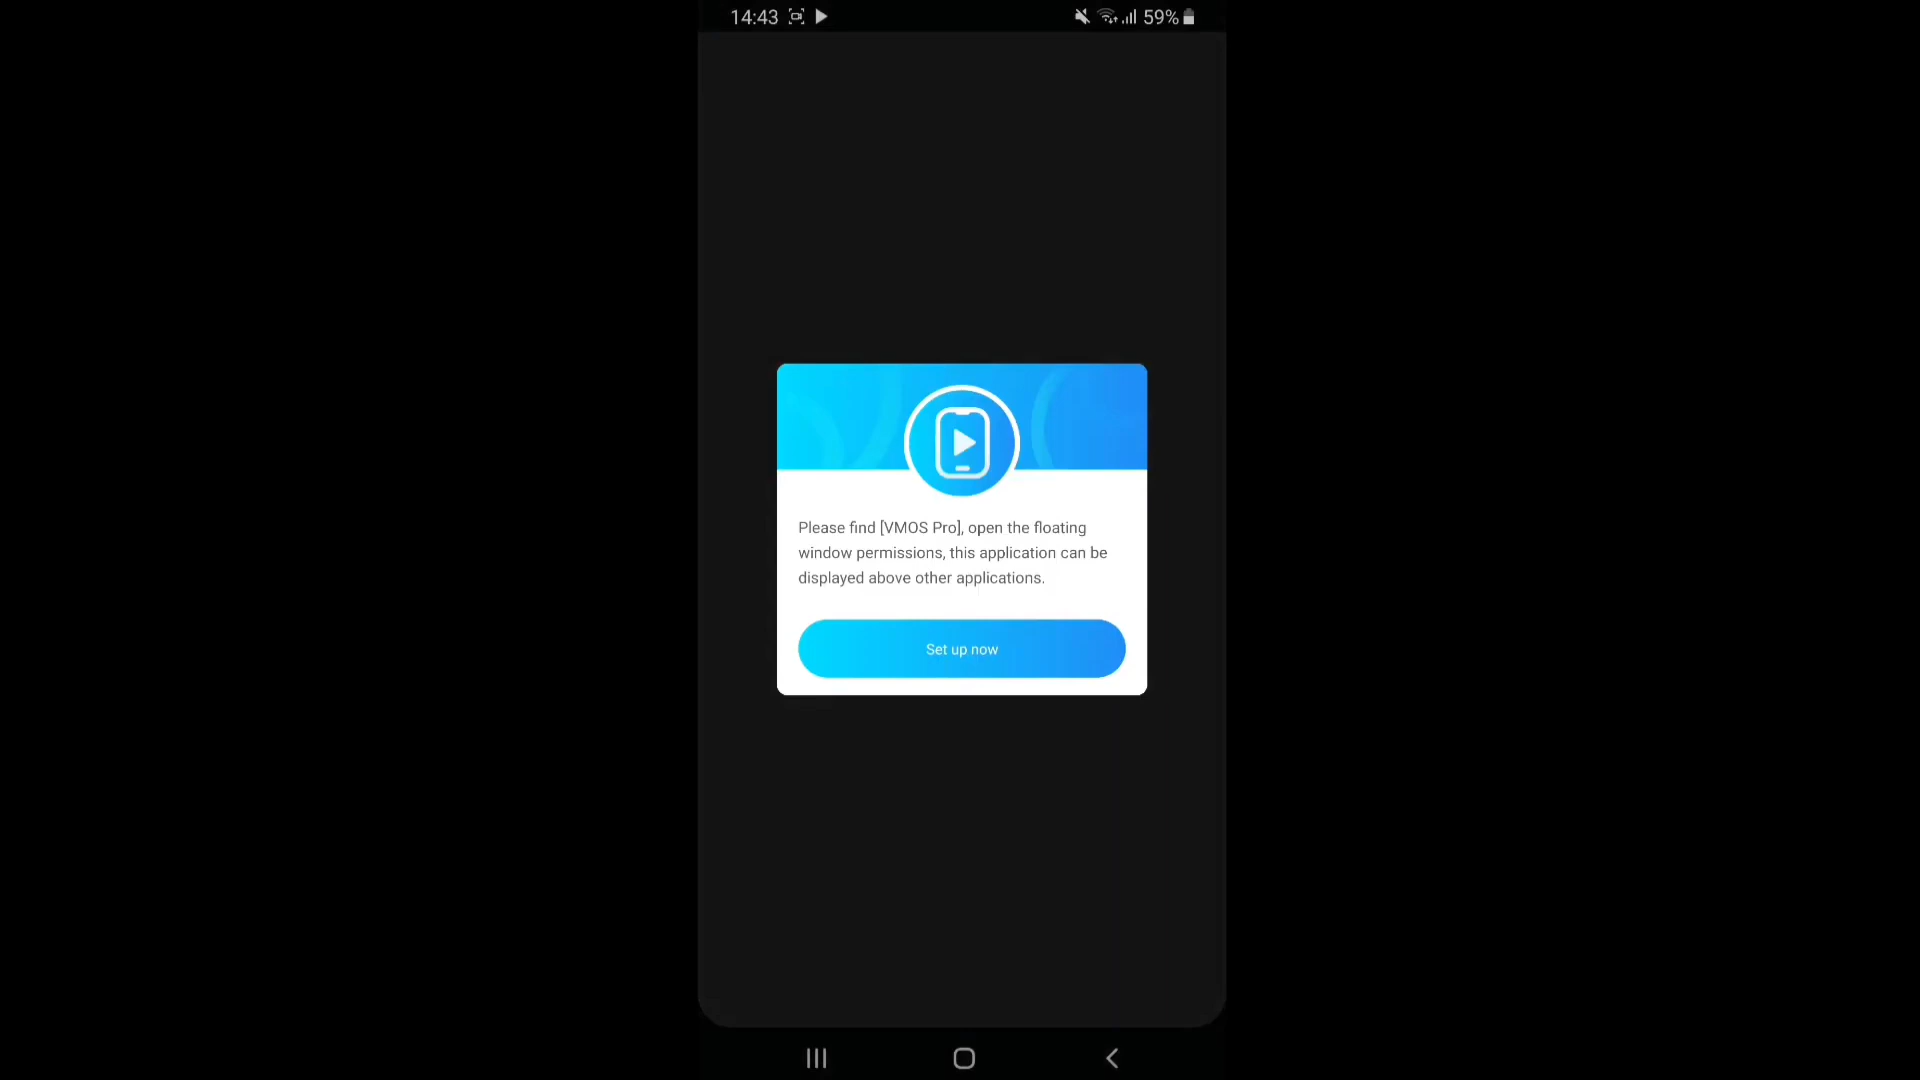 14:43 59%
Please find [VMOS Pro], open the floating
window permissions, this application can be
displayed above other applications.
Set up now